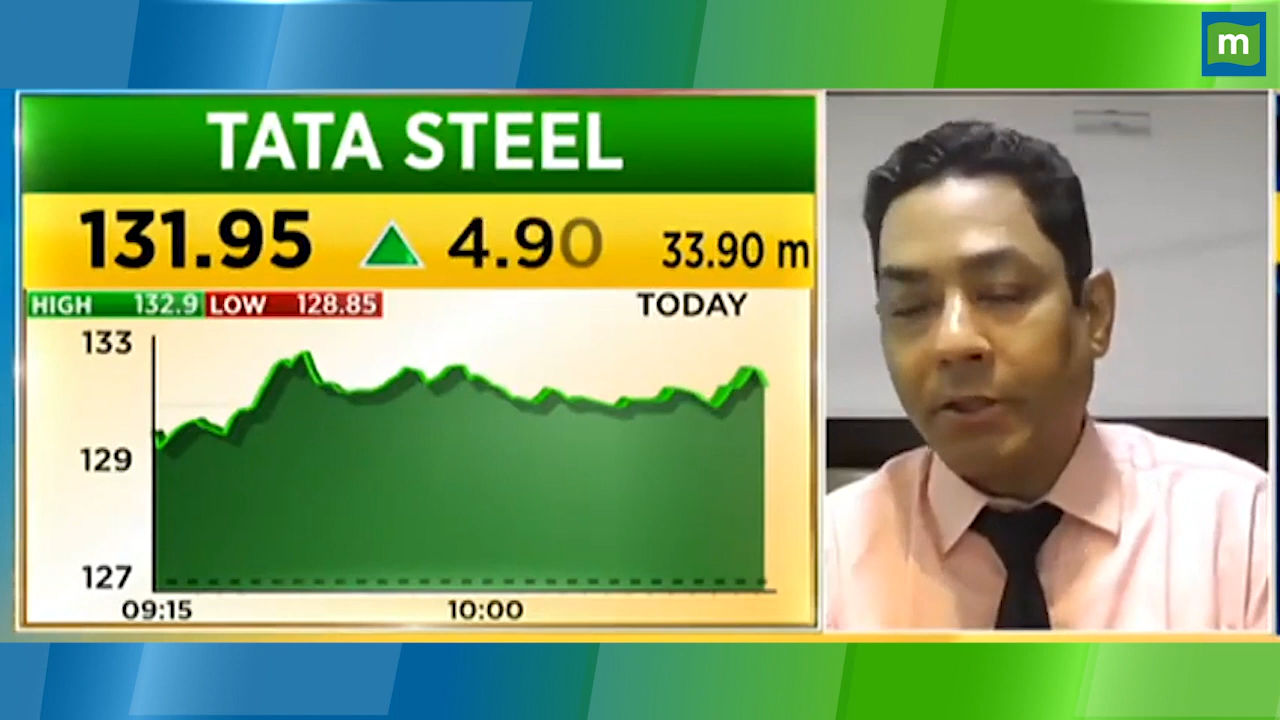 m
TATA STEEL
131.95 4.90 33.90 m
HIGH 132.9 LOW 128.85 TODAY
133
129
127
09:15 10:00